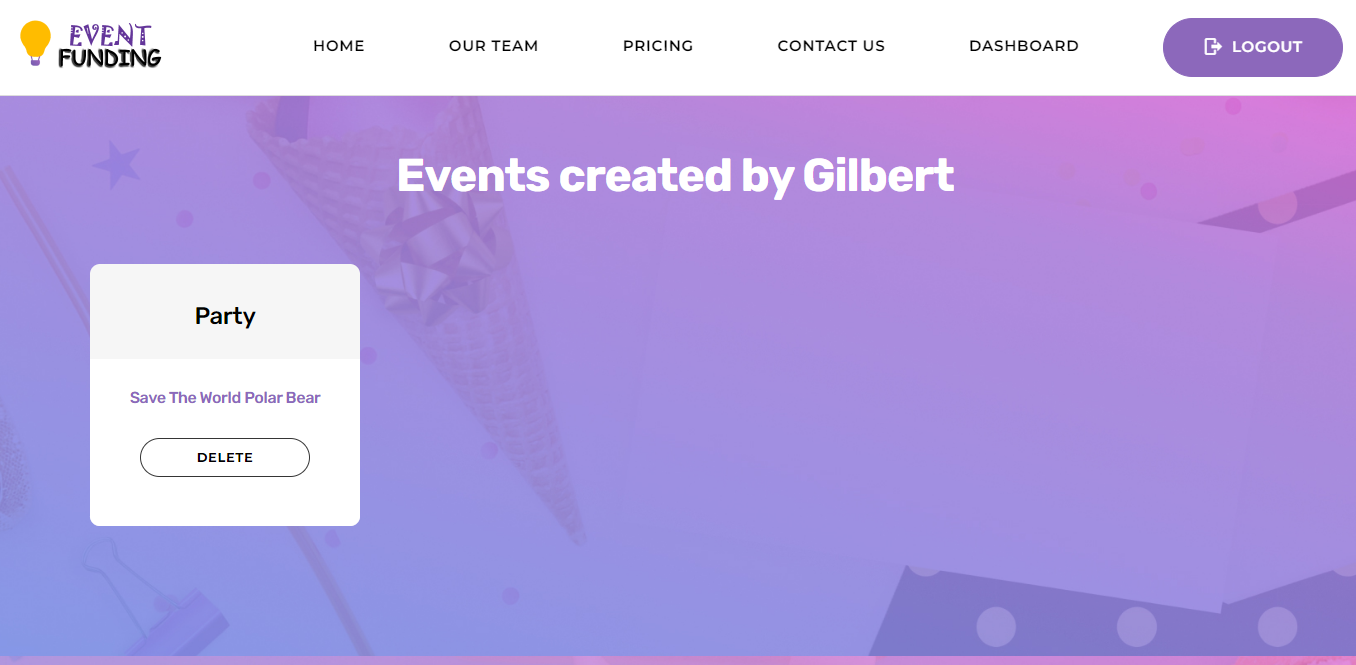 EVENT
FUNDING
HOME
OUR TEAM
PRICING
CONTACT US
DASHBOARD
LOGOUT
Events created by Gilbert
Party
Save The World Polar Bear
DELETE